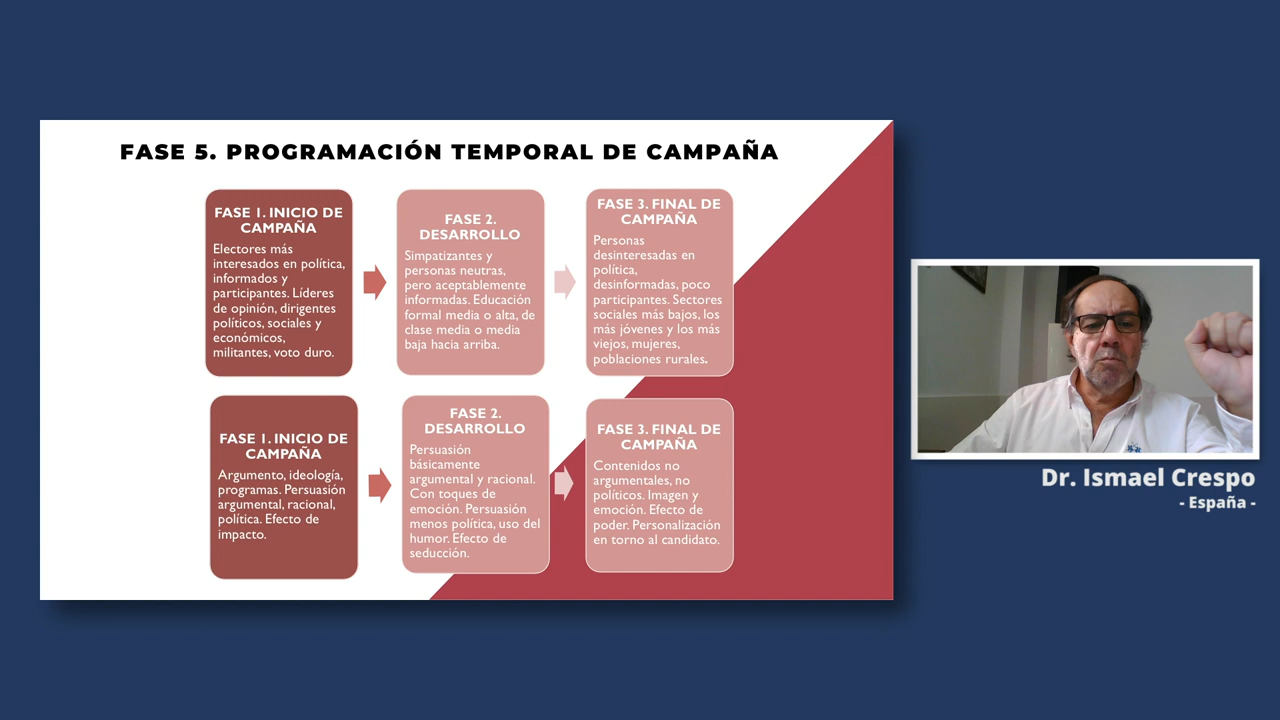 FASE 5. PROGRAMACIÓN TEMPORAL DE CAMPAÑA
FASE 1. INICIO DE
CAMPAÑA
Electores más
interesados en política,
informados y
participantes. Líderes
de opinión, dirigentes
políticos, sociales y
económicos,
militantes, voto duro.
FASE 2.
DESARROLLO
Simpatizantes y
personas neutras,
pero aceptablemente
informadas. Educación
formal media o alta, de
clase media o media
baja hacia arriba.
FASE 3. FINAL DE
CAMPAÑA
Personas
desinteresadas en
política,
desinformadas, poco
participantes. Sectores
sociales más bajos, los
más jóvenes y los más
viejos, mujeres,
poblaciones rurales.
FASE 1. INICIO DE
CAMPAÑA
Argumento, ideología,
programas. Persuasión
argumental, racional,
política. Efecto de
impacto.
FASE 2.
DESARROLLO
Persuasión
básicamente
argumental y racional.
Con toques de
emoción. Persuasión
menos política, uso del
humor. Efecto de
seducción.
FASE 3. FINAL DE
CAMPAÑA
Contenidos no
argumentales, no
políticos. Imagen y
emoción. Efecto de
poder. Personalización
en torno al candidato.
Dr. Ismael Crespo
- España -